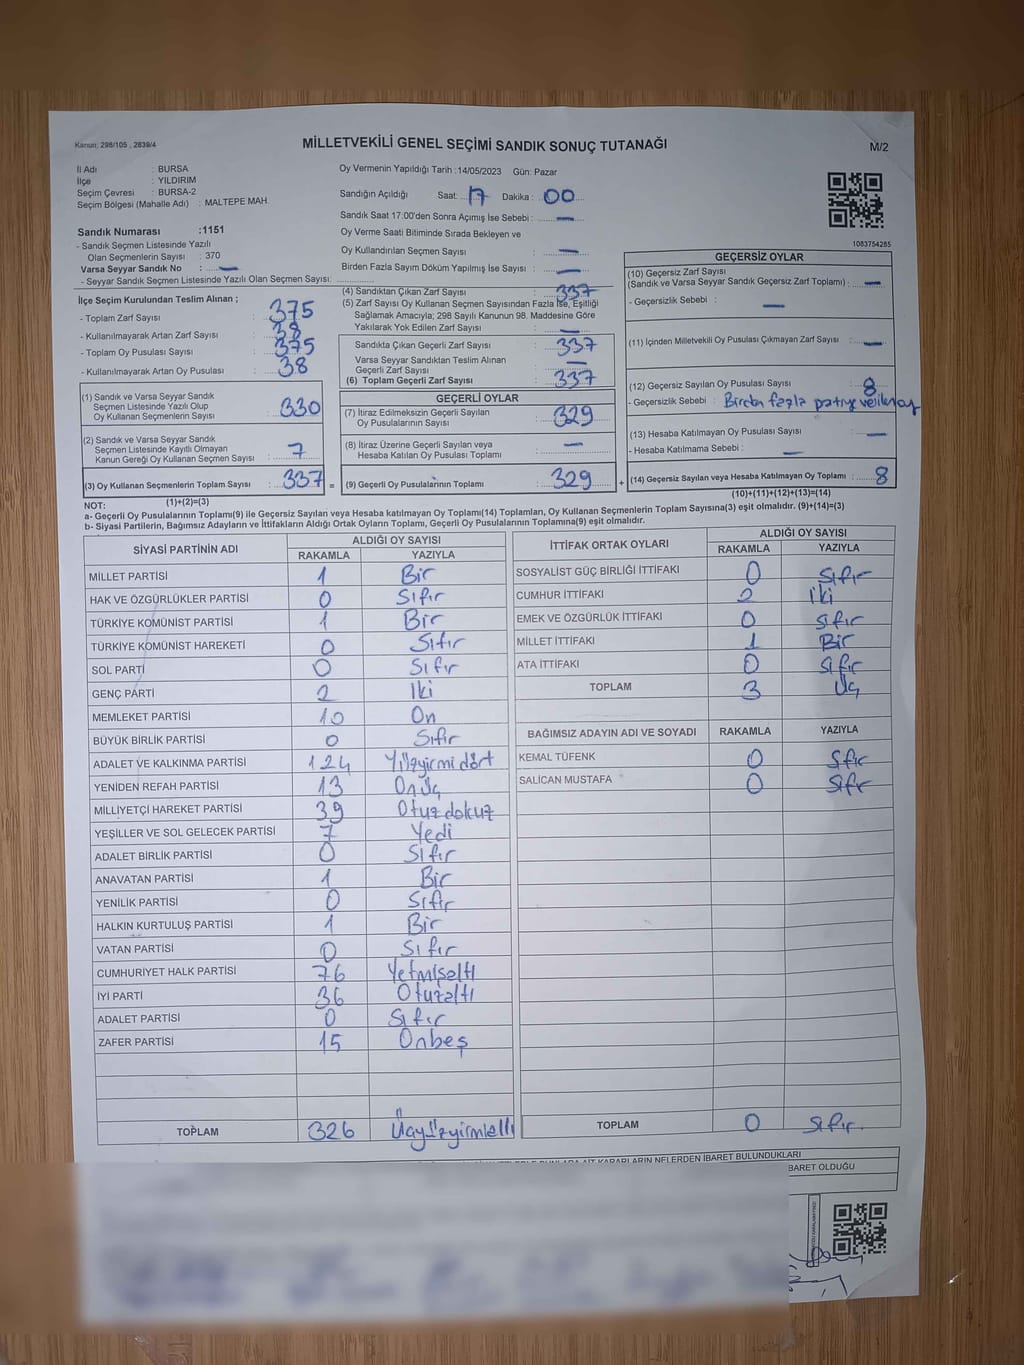 Kanun: 298/105 , 2839/4
MİLLETVEKİLİ GENEL SEÇİMİ SANDIK SONUÇ TUTANAĞI
M/2
İl Adı : BURSA
İlçe : YILDIRIM
Seçim Çevresi : BURSA-2
Seçim Bölgesi (Mahalle Adı) : MALTEPE MAH.
Sandık Numarası :1151
- Sandık Seçmen Listesinde Yazılı
Olan Seçmenlerin Sayısı : 370
Varsa Seyyar Sandık No : —
- Seyyar Sandık Seçmen Listesinde Yazılı Olan Seçmen Sayısı:
Oy Vermenin Yapıldığı Tarih :14/05/2023 Gün: Pazar
Sandığın Açıldığı Saat: 17 Dakika : 00
Sandık Saat 17:00'den Sonra Açımış İse Sebebi : —
Oy Verme Saati Bitiminde Sırada Bekleyen ve
Oy Kullandırılan Seçmen Sayısı : —
Birden Fazla Sayım Döküm Yapılmış İse Sayısı : —
1083754285
İlçe Seçim Kurulundan Teslim Alınan ;
- Toplam Zarf Sayısı : 375
- Kullanılmayarak Artan Zarf Sayısı : 38
- Toplam Oy Pusulası Sayısı : 375
- Kullanılmayarak Artan Oy Pusulası : 38
(1) Sandık ve Varsa Seyyar Sandık
Seçmen Listesinde Yazılı Olup
Oy Kullanan Seçmenlerin Sayısı : 330
(2) Sandık ve Varsa Seyyar Sandık
Seçmen Listesinde Kayıtlı Olmayan
Kanun Gereği Oy Kullanan Seçmen Sayısı : 7
(3) Oy Kullanan Seçmenlerin Toplam Sayısı : 337 =
(4) Sandıktan Çıkan Zarf Sayısı : 337
(5) Zarf Sayısı Oy Kullanan Seçmen Sayısından Fazla İse, Eşitliği
Sağlamak Amacıyla; 298 Sayılı Kanunun 98. Maddesine Göre
Yakılarak Yok Edilen Zarf Sayısı : —
Sandıkta Çıkan Geçerli Zarf Sayısı : 337
Varsa Seyyar Sandıktan Teslim Alınan
Geçerli Zarf Sayısı : —
(6) Toplam Geçerli Zarf Sayısı : 337
GEÇERLİ OYLAR
(7) İtiraz Edilmeksizin Geçerli Sayılan
Oy Pusulalarının Sayısı : 329
(8) İtiraz Üzerine Geçerli Sayılan veya
Hesaba Katılan Oy Pusulası Toplamı : —
(9) Geçerli Oy Pusulalarının Toplamı : 329 +
GEÇERSİZ OYLAR
(10) Geçersiz Zarf Sayısı
(Sandık ve Varsa Seyyar Sandık Geçersiz Zarf Toplamı) : —
- Geçersizlik Sebebi : —
(11) İçinden Milletvekili Oy Pusulası Çıkmayan Zarf Sayısı : —
(12) Geçersiz Sayılan Oy Pusulası Sayısı : 8
- Geçersizlik Sebebi : Birden fazla partiye verilen oy
(13) Hesaba Katılmayan Oy Pusulası Sayısı : —
- Hesaba Katılmama Sebebi : —
(14) Geçersiz Sayılan veya Hesaba Katılmayan Oy Toplamı : 8
NOT: (1)+(2)=(3)
(10)+(11)+(12)+(13)=(14)
a- Geçerli Oy Pusulalarının Toplamı(9) ile Geçersiz Sayılan veya Hesaba katılmayan Oy Toplamı(14) Toplamları, Oy Kullanan Seçmenlerin Toplam Sayısına(3) eşit olmalıdır. (9)+(14)=(3)
b- Siyasi Partilerin, Bağımsız Adayların ve İttifakların Aldığı Ortak Oyların Toplamı, Geçerli Oy Pusulalarının Toplamına(9) eşit olmalıdır.
SİYASİ PARTİNİN ADI ALDIĞI OY SAYISI
RAKAMLA YAZIYLA
MİLLET PARTİSİ 1 Bir
HAK VE ÖZGÜRLÜKLER PARTİSİ 0 Sıfır
TÜRKİYE KOMÜNİST PARTİSİ 1 Bir
TÜRKİYE KOMÜNİST HAREKETİ 0 Sıfır
SOL PARTİ 0 Sıfır
GENÇ PARTİ 2 İki
MEMLEKET PARTİSİ 10 On
BÜYÜK BİRLİK PARTİSİ 0 Sıfır
ADALET VE KALKINMA PARTİSİ 124 Yüzyirmi dört
YENİDEN REFAH PARTİSİ 13 Onüç
MİLLİYETÇİ HAREKET PARTİSİ 39 Otuz dokuz
YEŞİLLER VE SOL GELECEK PARTİSİ 7 Yedi
ADALET BİRLİK PARTİSİ 0 Sıfır
ANAVATAN PARTİSİ 1 Bir
YENİLİK PARTİSİ 0 Sıfır
HALKIN KURTULUŞ PARTİSİ 1 Bir
VATAN PARTİSİ 0 Sıfır
CUMHURİYET HALK PARTİSİ 76 Yetmişaltı
İYİ PARTİ 36 Otuzaltı
ADALET PARTİSİ 0 Sıfır
ZAFER PARTİSİ 15 Onbeş
TOPLAM 326
İTTİFAK ORTAK OYLARI ALDIĞI OY SAYISI
RAKAMLA YAZIYLA
SOSYALİST GÜÇ BİRLİĞİ İTTİFAKI 0 Sıfır
CUMHUR İTTİFAKI 2 İki
EMEK VE ÖZGÜRLÜK İTTİFAKI 0 Sıfır
MİLLET İTTİFAKI 1 Bir
ATA İTTİFAKI 0 Sıfır
TOPLAM 3 Üç
BAĞIMSIZ ADAYIN ADI VE SOYADI RAKAMLA YAZIYLA
KEMAL TÜFENK 0 Sıfır
SALİCAN MUSTAFA 0 Sıfır
TOPLAM 0 Sıfır.
KARARLARIN NELERDEN İBARET BULUNDUKLARI
BARET OLDUĞU